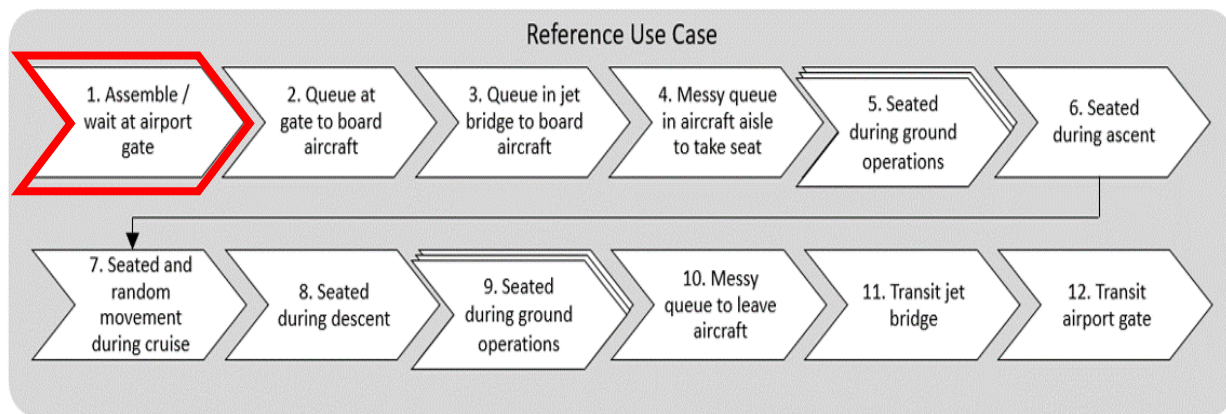 Reference Use Case
1. Assemble /
wait at airport
gate
2. Queue at
gate to board
aircraft
3. Queue in jet
bridge to board
aircraft
4. Messy queue
in aircraft aisle
to take seat
5. Seated
during ground
operations
6. Seated
during ascent
7. Seated and
random
movement
during cruise
8. Seated
during descent
9. Seated
during ground
operations
10. Messy
queue to leave
aircraft
11. Transit jet
bridge
12. Transit
airport gate